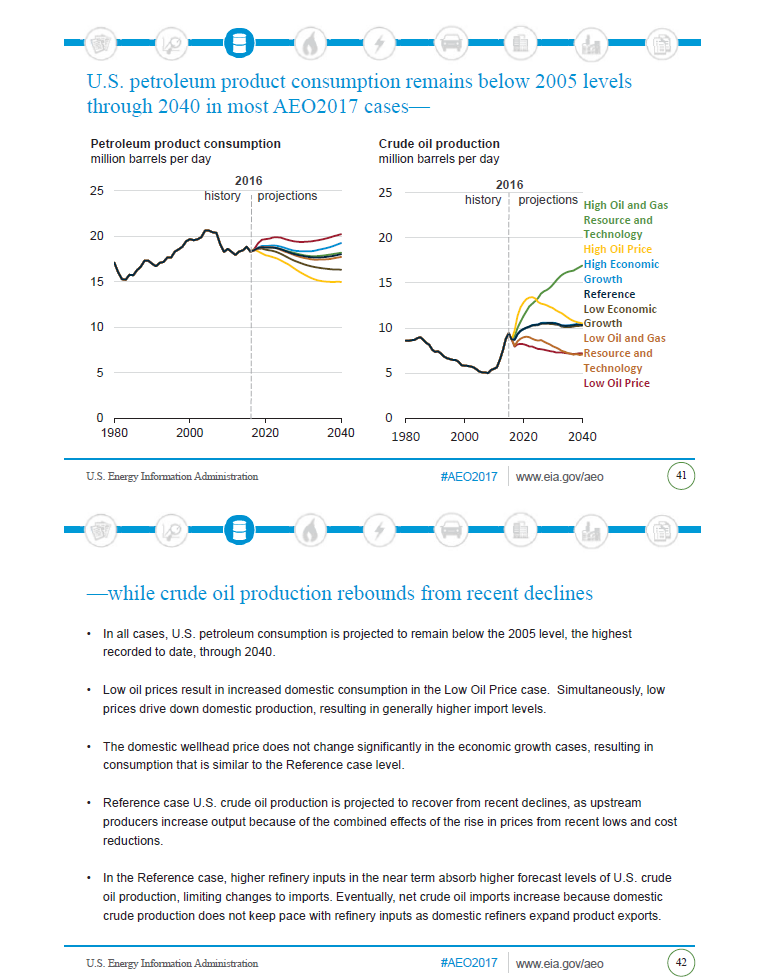 U.S. petroleum product consumption remains below 2005 levels
through 2040 in most AEO2017 cases—
Petroleum product consumption
million barrels per day
2016
history
projections
25
20
15
10
5
0
1980
2000
2020
2040
Crude oil production
million barrels per day
2016
history
projections
25
20
15
10
5
0
1980
2000
2020
2040
High Oil and Gas
Resource and
Technology
High Oil Price
High Economic
Growth
Reference
Low Economic
Growth
Low Oil and Gas
Resource and
Technology
Low Oil Price
U.S. Energy Information Administration
#AEO2017
www.eia.gov/aeo
41
—while crude oil production rebounds from recent declines
• In all cases, U.S. petroleum consumption is projected to remain below the 2005 level, the highest
recorded to date, through 2040.
• Low oil prices result in increased domestic consumption in the Low Oil Price case. Simultaneously, low
prices drive down domestic production, resulting in generally higher import levels.
• The domestic wellhead price does not change significantly in the economic growth cases, resulting in
consumption that is similar to the Reference case level.
• Reference case U.S. crude oil production is projected to recover from recent declines, as upstream
producers increase output because of the combined effects of the rise in prices from recent lows and cost
reductions.
• In the Reference case, higher refinery inputs in the near term absorb higher forecast levels of U.S. crude
oil production, limiting changes to imports. Eventually, net crude oil imports increase because domestic
crude production does not keep pace with refinery inputs as domestic refiners expand product exports.
U.S. Energy Information Administration
#AEO2017
www.eia.gov/aeo
42